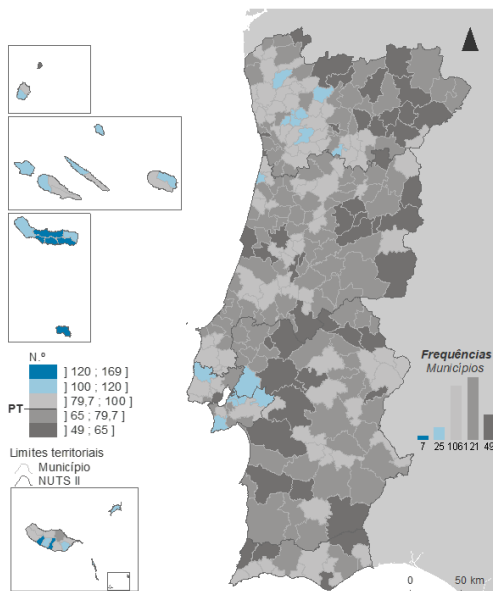 N.º
] 120 ; 169 ]
] 100 ; 120 ]
] 79,7 ; 100 ]
PT
] 65 ; 79,7 ]
] 49 ; 65 ]
Limites territoriais
Município
NUTS II
Frequências
Municípios
7 25 106 121 49
0 50 km